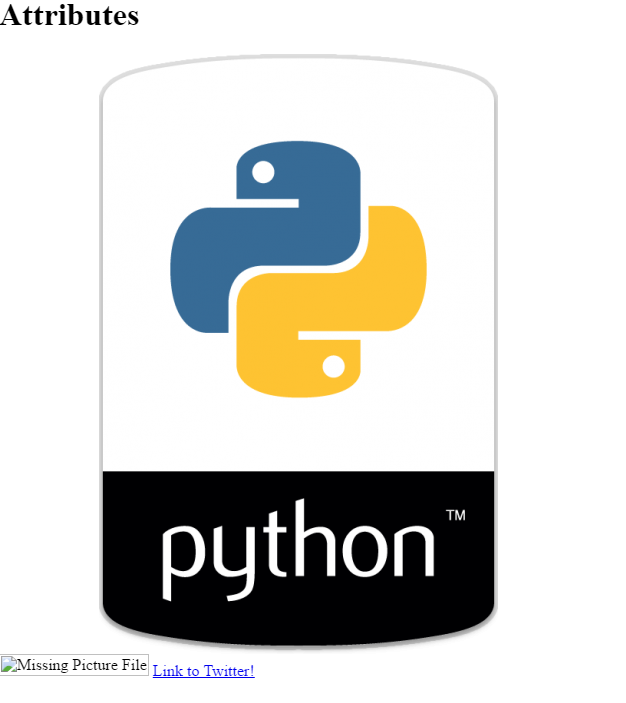 Attributes
python™
Missing Picture File Link to Twitter!